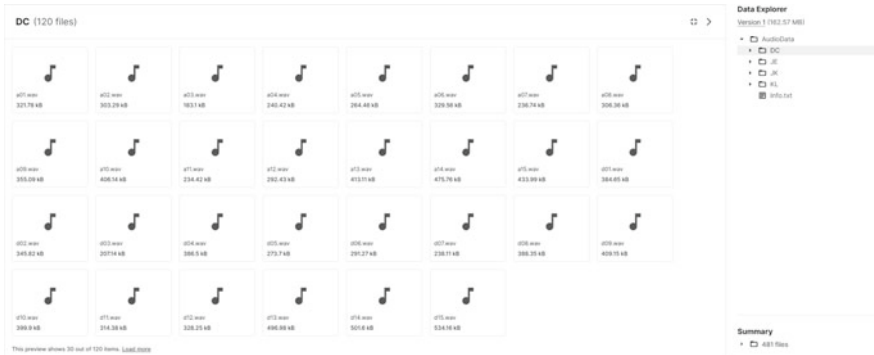 DC (120 files)
a01.wav a02.wav a03.wav a04.wav a05.wav a06.wav a07.wav a08.wav
321.78 kB 303.29 kB 163.1 kB 240.42 kB 264.48 kB 329.58 kB 236.74 kB 306.36 kB
a09.wav a10.wav a11.wav a12.wav a13.wav a14.wav a15.wav d01.wav
355.09 kB 406.14 kB 234.42 kB 292.43 kB 413.11 kB 475.76 kB 433.99 kB 384.65 kB
d02.wav d03.wav d04.wav d05.wav d06.wav d07.wav d08.wav d09.wav
345.82 kB 207.14 kB 386.5 kB 273.7 kB 291.27 kB 238.11 kB 388.35 kB 409.15 kB
d10.wav d11.wav d12.wav d13.wav d14.wav d15.wav
399.9 kB 314.38 kB 328.25 kB 496.98 kB 501.6 kB 534.16 kB
This preview shows 30 out of 120 items. Load more
Data Explorer
Version 1 (162.57 MB)
AudioData
DC
JE
JK
KL
Info.txt
Summary
481 files